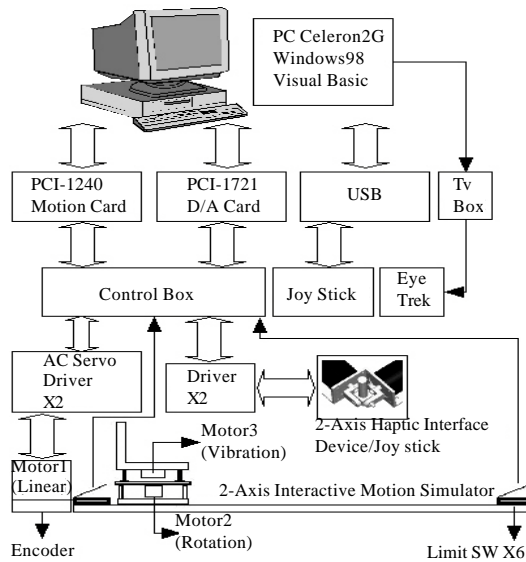 PC Celeron2G
Windows98
Visual Basic
PCI-1240
Motion Card
PCI-1721
D/A Card
USB
Tv
Box
Control Box
Joy Stick
Eye
Trek
AC Servo
Driver
X2
Driver
X2
2-Axis Haptic Interface
Device/Joy stick
Motor1
(Linear)
Motor3
(Vibration)
2-Axis Interactive Motion Simulator
Motor2
(Rotation)
Encoder
Limit SW X6